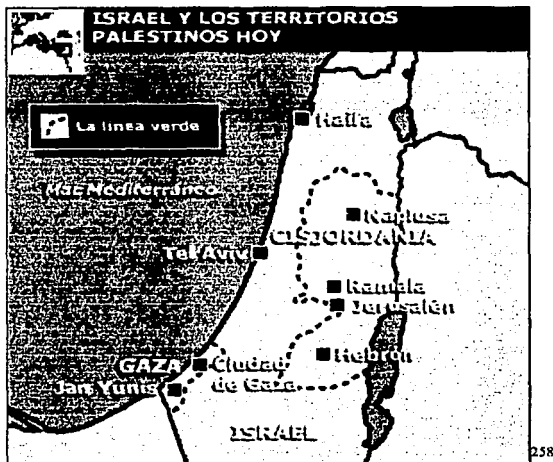 ISRAEL Y LOS TERRITORIOS
PALESTINOS HOY
La línea verde
Haifa
Mar Mediterráneo
Naplusa
CISJORDANIA
Tel Aviv
Ramala
Jerusalén
GAZA
Ciudad
de Gaza
Hebrón
Jan Yunis
ISRAEL
258